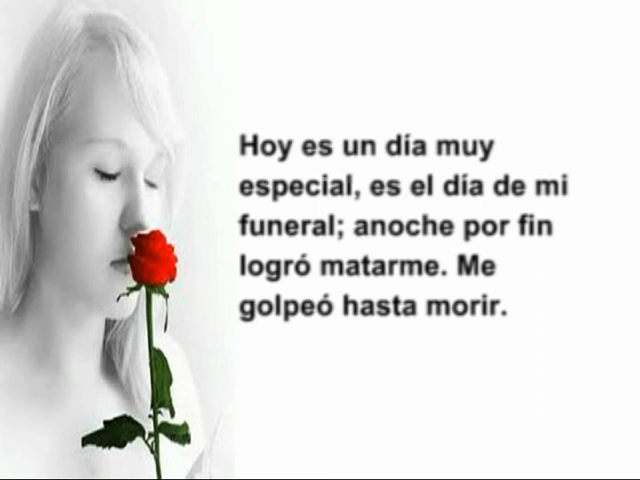 Hoy es un día muy
especial, es el día de mi
funeral; anoche por fin
logró matarme. Me
golpeó hasta morir.